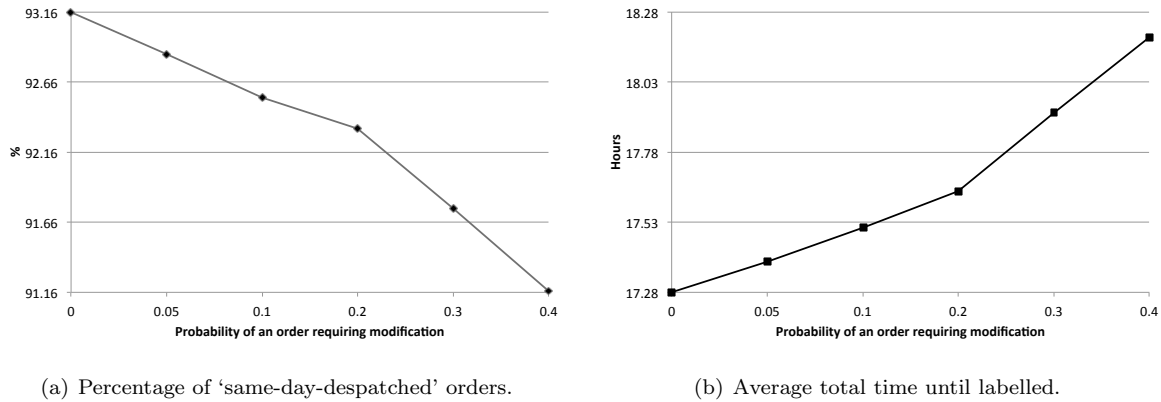 93.16
92.66
92.16
91.66
91.16
%
0 0.05 0.1 0.2 0.3 0.4
Probability of an order requiring modification
(a) Percentage of ‘same-day-despatched’ orders.
18.28
18.03
17.78
17.53
17.28
Hours
0 0.05 0.1 0.2 0.3 0.4
Probability of an order requiring modification
(b) Average total time until labelled.